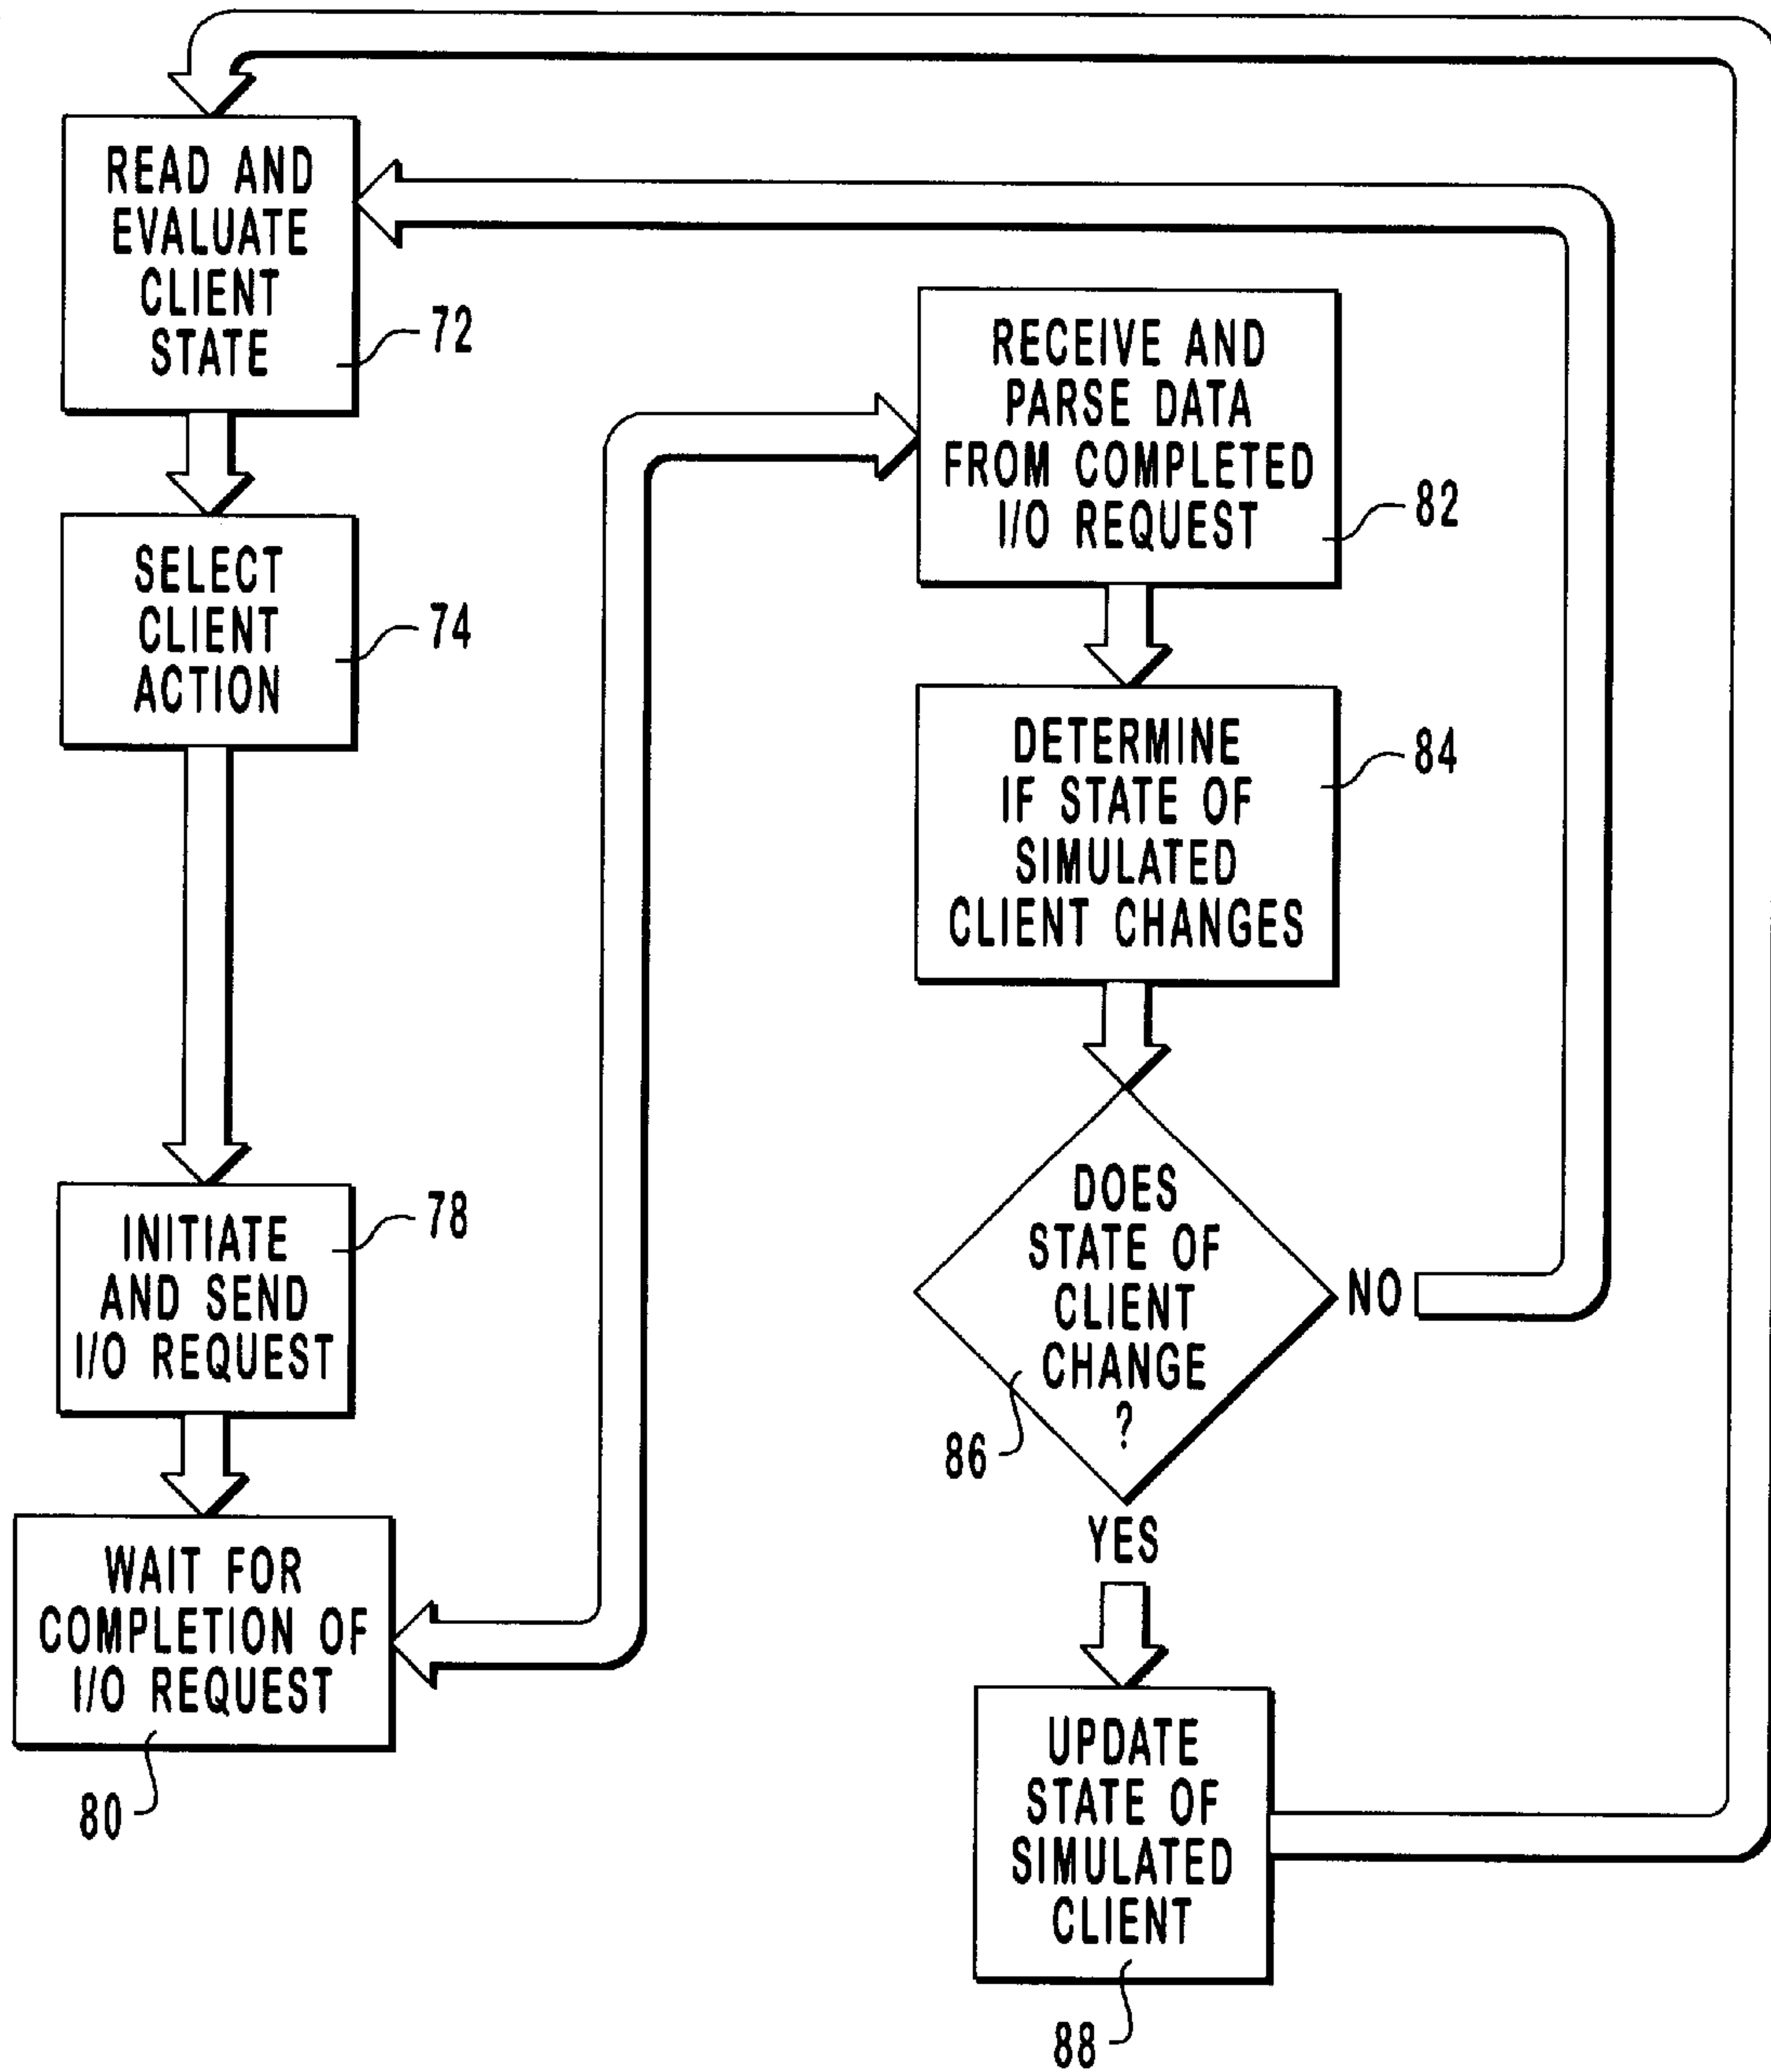 READ AND
EVALUATE
CLIENT
STATE
72
SELECT
CLIENT
ACTION
74
INITIATE
AND SEND
I/O REQUEST
78
WAIT FOR
COMPLETION OF
I/O REQUEST
80
RECEIVE AND
PARSE DATA
FROM COMPLETED
I/O REQUEST
82
DETERMINE
IF STATE OF
SIMULATED
CLIENT CHANGES
84
DOES
STATE OF
CLIENT
CHANGE
?
86
NO
YES
UPDATE
STATE OF
SIMULATED
CLIENT
88